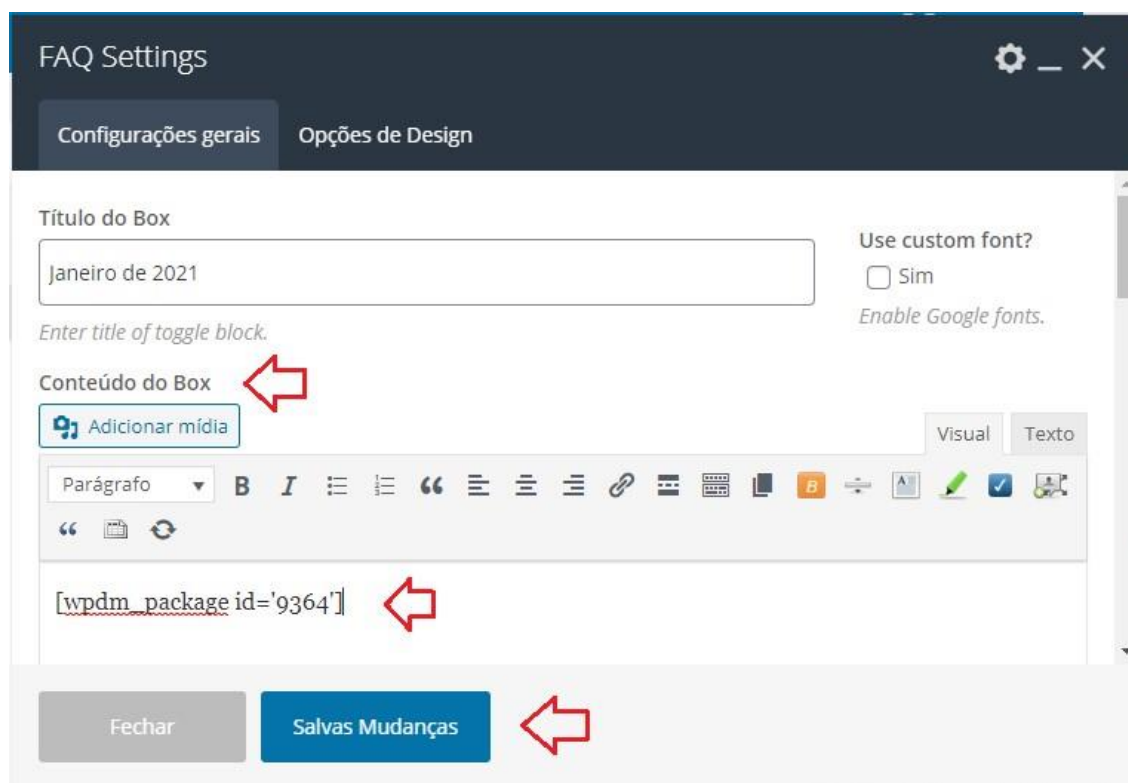 FAQ Settings
Configurações gerais Opções de Design
Título do Box
Janeiro de 2021
Enter title of toggle block.
Use custom font?
Sim
Enable Google fonts.
Conteúdo do Box
Adicionar mídia
Visual Texto
Parágrafo
[wpdm_package id='9364']
Fechar Salvas Mudanças